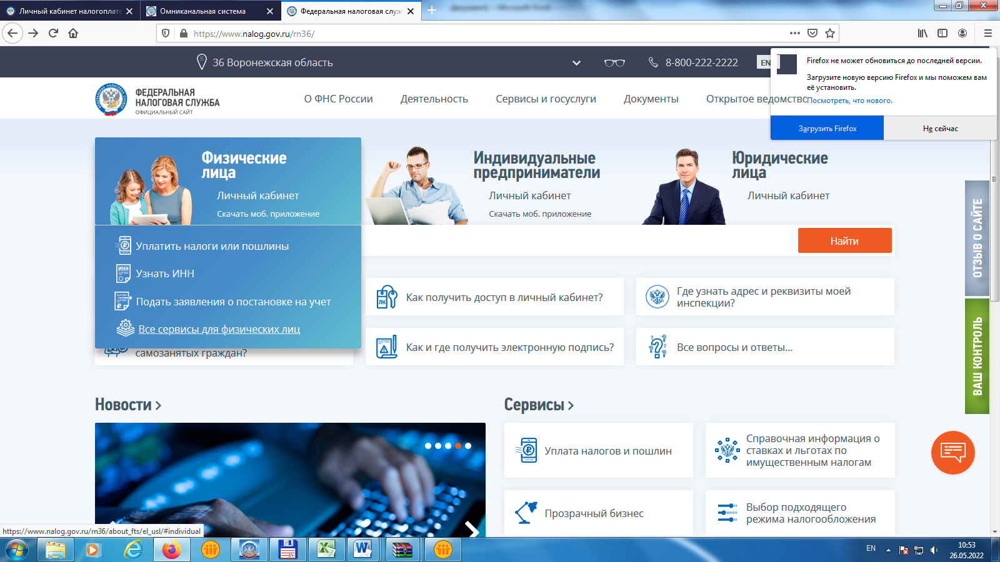 Личный кабинет налогоплате
Омниканальная система
Федеральная налоговая служ
https://www.nalog.gov.ru/rn36/
36 Воронежская область
8-800-222-2222
EN
Firefox не может обновиться до последней версии.
Загрузите новую версию Firefox и мы поможем вам
её установить.
Посмотреть, что нового.
Загрузить Firefox
Не сейчас
ФЕДЕРАЛЬНАЯ
НАЛОГОВАЯ СЛУЖБА
ОФИЦИАЛЬНЫЙ САЙТ
О ФНС России
Деятельность
Сервисы и госуслуги
Документы
Открытое ведомство
Физические
лица
Личный кабинет
Скачать моб. приложение
Индивидуальные
предприниматели
Личный кабинет
Скачать моб. приложение
Юридические
лица
Личный кабинет
Найти
Уплатить налоги или пошлины
ИНН
Узнать ИНН
Подать заявления о постановке на учет
Все сервисы для физических лиц
самозанятых граждан?
ЛК
Как получить доступ в личный кабинет?
Где узнать адрес и реквизиты моей
инспекции?
Как и где получить электронную подпись?
Все вопросы и ответы...
ОТЗЫВ О САЙТЕ
ВАШ КОНТРОЛЬ
Новости
Сервисы
Уплата налогов и пошлин
Справочная информация о
ставках и льготах по
имущественным налогам
Прозрачный бизнес
Выбор подходящего
режима налогообложения
https://www.nalog.gov.ru/rn36/about_fts/el_usl/#individual
64
EN
10:53
26.05.2022